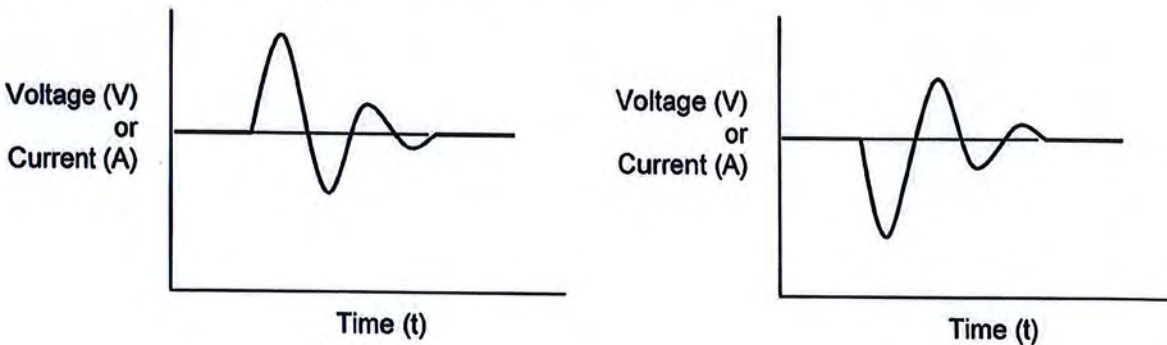 Voltage (V)
or
Current (A)
Time (t)
Voltage (V)
or
Current (A)
Time (t)